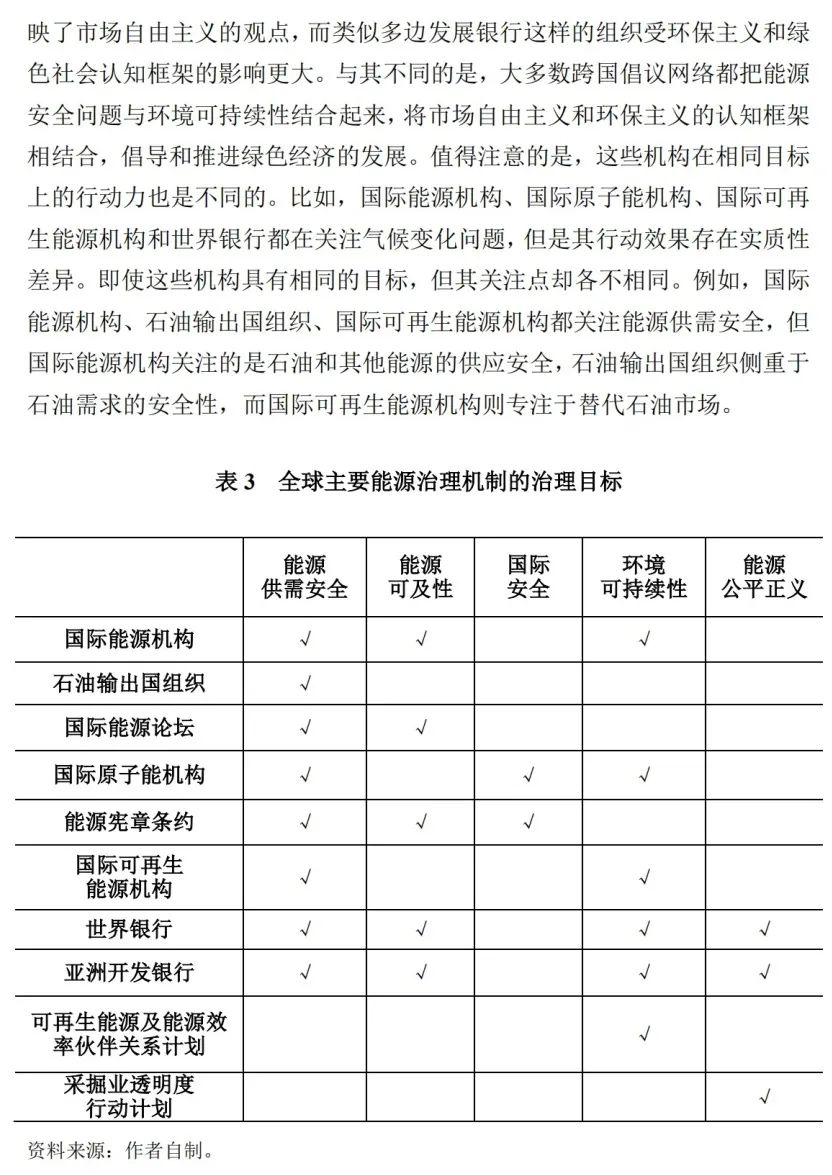 映了市场自由主义的观点，而类似多边发展银行这样的组织受环保主义和绿
色社会认知框架的影响更大。与其不同的是，大多数跨国倡议网络都把能源
安全问题与环境可持续性结合起来，将市场自由主义和环保主义的认知框架
相结合，倡导和推进绿色经济的发展。值得注意的是，这些机构在相同目标
上的行动力也是不同的。比如，国际能源机构、国际原子能机构、国际可再
生能源机构和世界银行都在关注气候变化问题，但是其行动效果存在实质性
差异。即使这些机构具有相同的目标，但其关注点却各不相同。例如，国际
能源机构、石油输出国组织、国际可再生能源机构都关注能源供需安全，但
国际能源机构关注的是石油和其他能源的供应安全，石油输出国组织侧重于
石油需求的安全性，而国际可再生能源机构则专注于替代石油市场。
表 3 全球主要能源治理机制的治理目标
能源 能源 国际 环境 能源
供需安全 可及性 安全 可持续性 公平正义
国际能源机构 √ √ √
石油输出国组织 √
国际能源论坛 √ √
国际原子能机构 √ √ √
能源宪章条约 √ √ √
国际可再生
能源机构 √ √
世界银行 √ √ √ √
亚洲开发银行 √ √ √ √
可再生能源及能源效
率伙伴关系计划 √
采掘业透明度
行动计划 √
资料来源：作者自制。